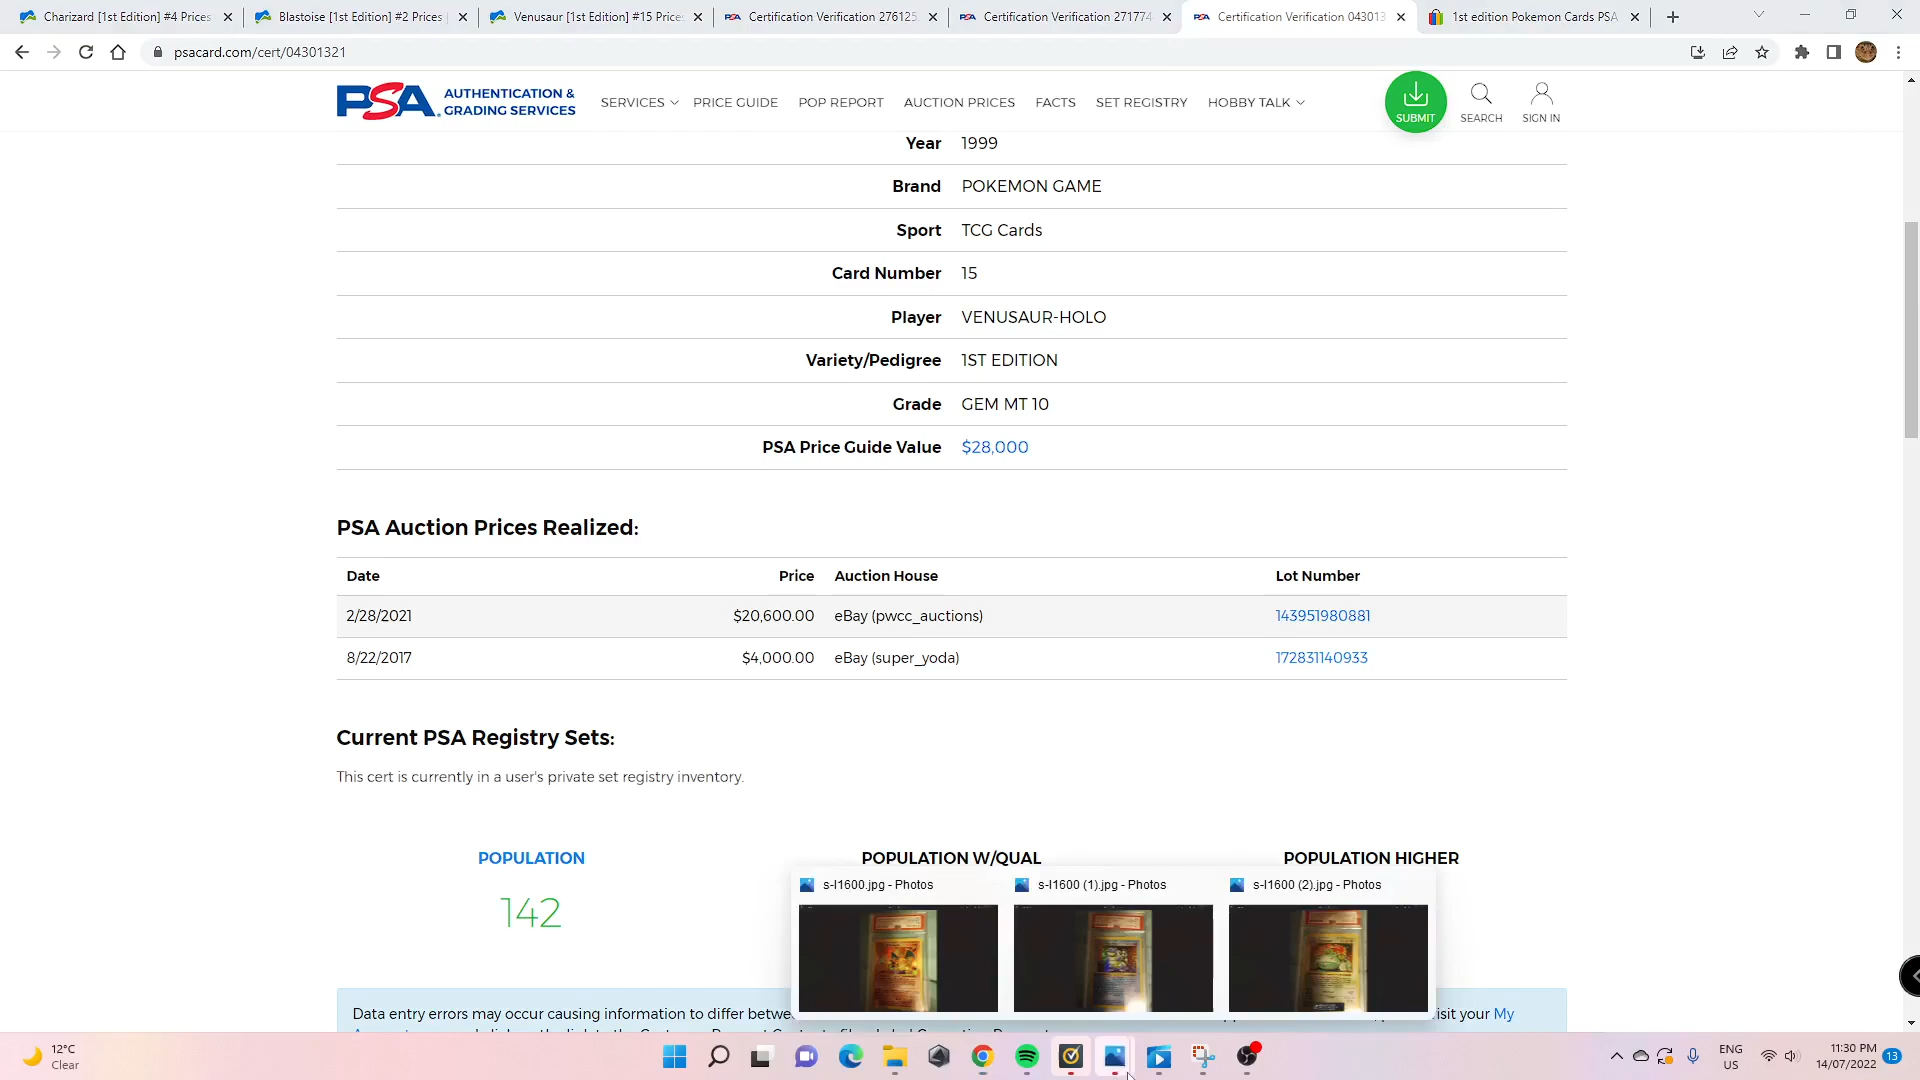 Charizard [1st Edition] #4 Prices
Blastoise [1st Edition] #2 Prices
Venusaur [1st Edition] #15 Price
Certification Verification 276125
Certification Verification 271774
Certification Verification 043013
1st edition Pokemon Cards PSA
psacard.com/cert/04301321
PSA AUTHENTICATION & GRADING SERVICES
SERVICES
PRICE GUIDE
POP REPORT
AUCTION PRICES
FACTS
SET REGISTRY
HOBBY TALK
SUBMIT
SEARCH
SIGN IN
Year 1999
Brand POKEMON GAME
Sport TCG Cards
Card Number 15
Player VENUSAUR-HOLO
Variety/Pedigree 1ST EDITION
Grade GEM MT 10
PSA Price Guide Value $28,000
PSA Auction Prices Realized:
Date Price Auction House Lot Number
2/28/2021 $20,600.00 eBay (pwcc_auctions) 143951980881
8/22/2017 $4,000.00 eBay (super_yoda) 172831140933
Current PSA Registry Sets:
This cert is currently in a user's private set registry inventory.
POPULATION
POPULATION W/QUAL
POPULATION HIGHER
142
s-l1600.jpg - Photos
s-l1600 (1).jpg - Photos
s-l1600 (2).jpg - Photos
Data entry errors may occur causing information to differ betwe
isit your My
12°C
Clear
ENG
US
11:30 PM
14/07/2022
13